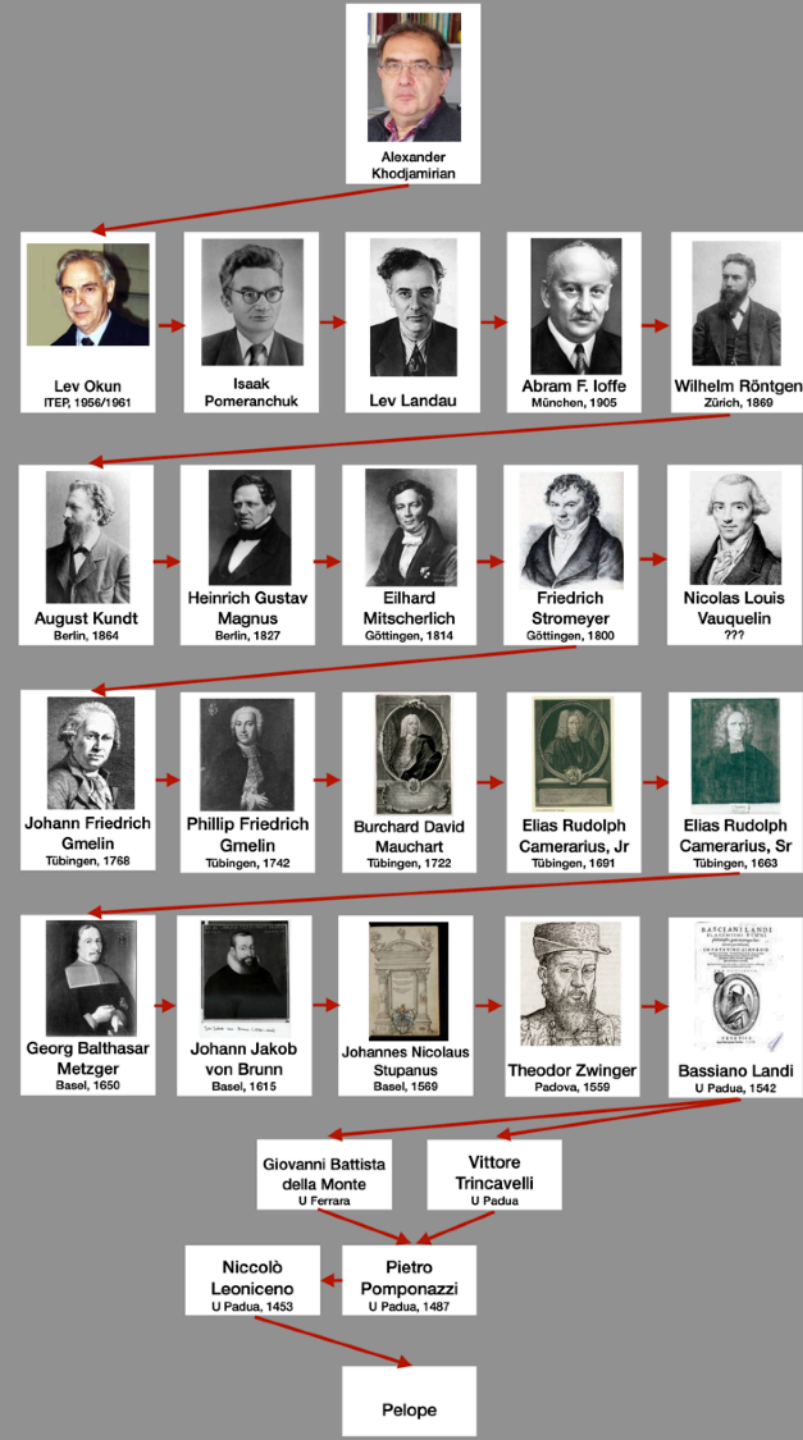 Alexander
Khodjamirian
Lev Okun
ITEP, 1956/1961
Isaak
Pomeranchuk
Lev Landau
Abram F. Ioffe
München, 1905
Wilhelm Röntgen
Zürich, 1869
August Kundt
Berlin, 1864
Heinrich Gustav
Magnus
Berlin, 1827
Eilhard
Mitscherlich
Göttingen, 1814
Friedrich
Stromeyer
Göttingen, 1800
Nicolas Louis
Vauquelin
???
Johann Friedrich
Gmelin
Tübingen, 1768
Phillip Friedrich
Gmelin
Tübingen, 1742
Burchard David
Mauchart
Tübingen, 1722
Elias Rudolph
Camerarius, Jr
Tübingen, 1691
Elias Rudolph
Camerarius, Sr
Tübingen, 1663
Georg Balthasar
Metzger
Basel, 1650
Johann Jakob
von Brunn
Basel, 1615
Johannes Nicolaus
Stupanus
Basel, 1569
Theodor Zwinger
Padova, 1559
BASSIANI LANDI
Bassiano Landi
U Padua, 1542
Giovanni Battista
della Monte
U Ferrara
Vittore
Trincavelli
U Padua
Niccolò
Leoniceno
U Padua, 1453
Pietro
Pomponazzi
U Padua, 1487
Pelope